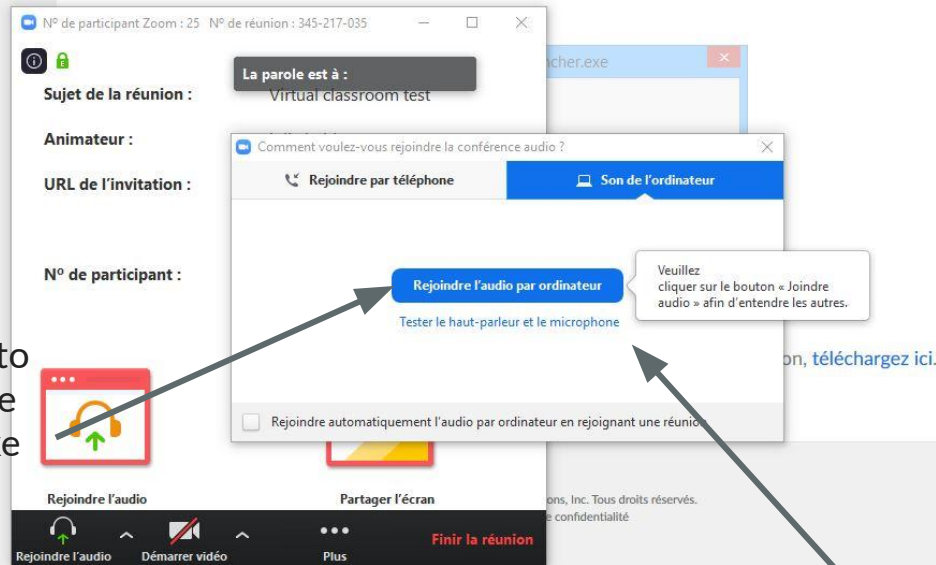 Nº de participant Zoom : 25 Nº de réunion : 345-217-035
La parole est à :
ncher.exe
Sujet de la réunion :
Virtual classroom test
Animateur :
Comment voulez-vous rejoindre la conférence audio ?
URL de l'invitation :
Rejoindre par téléphone
Son de l'ordinateur
Nº de participant :
Rejoindre l'audio par ordinateur
Veuillez
cliquer sur le bouton « Joindre
audio » afin d'entendre les autres.
Tester le haut-parleur et le microphone
to
on, téléchargez ici.
Rejoindre automatiquement l'audio par ordinateur en rejoignant une réunion
Rejoindre l'audio
Partager l'écran
ons, Inc. Tous droits réservés.
e confidentialité
Rejoindre l'audio
Démarrer vidéo
Plus
Finir la réunion